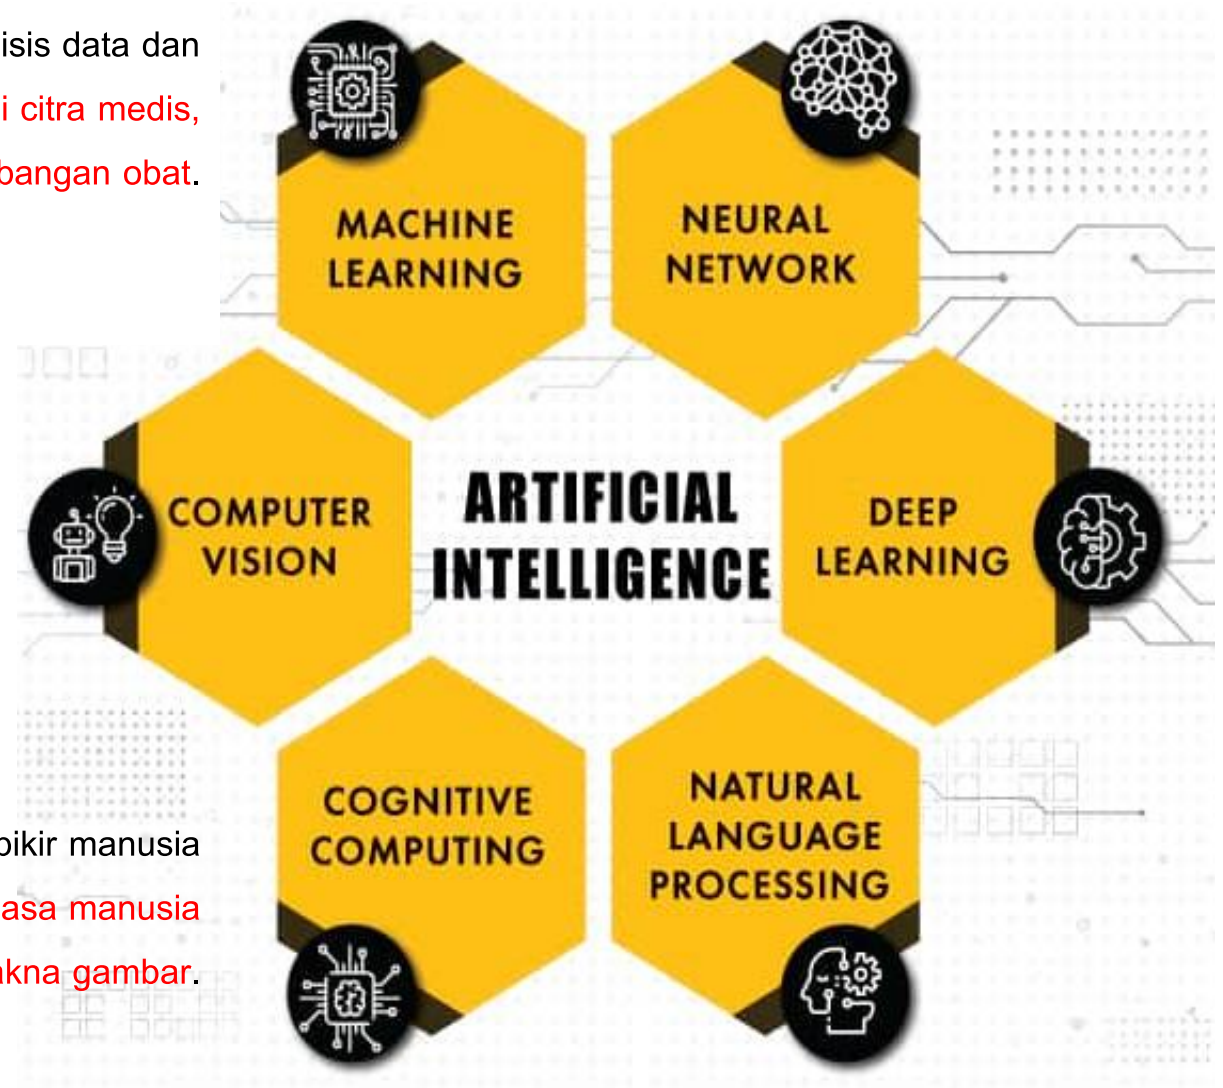 isis data dan
i citra medis,
bangan obat.
MACHINE
LEARNING
NEURAL
NETWORK
COMPUTER
VISION
ARTIFICIAL
INTELLIGENCE
DEEP
LEARNING
pikir manusia
asa manusia
akna gambar.
COGNITIVE
COMPUTING
NATURAL
LANGUAGE
PROCESSING